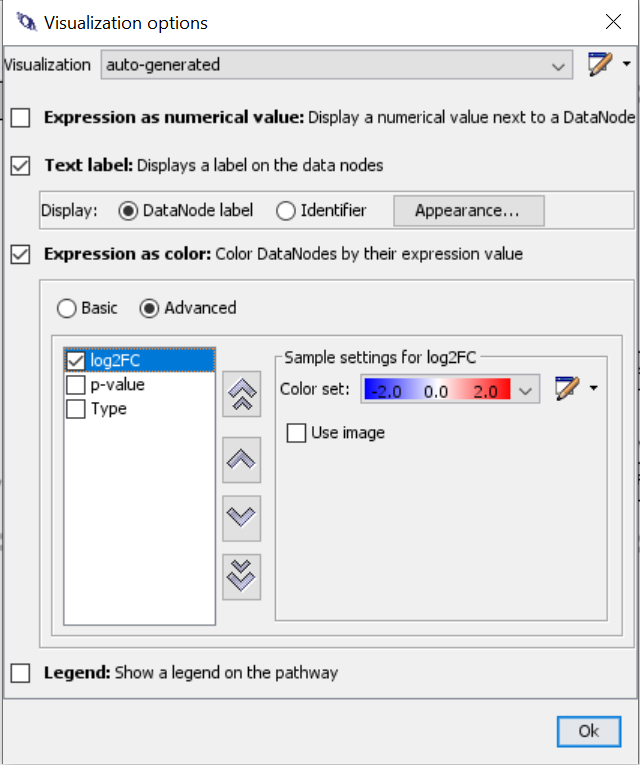 Visualization options
Visualization auto-generated
Expression as numerical value: Display a numerical value next to a DataNode
Text label: Displays a label on the data nodes
Display: DataNode label Identifier Appearance...
Expression as color: Color DataNodes by their expression value
Basic Advanced
log2FC
p-value
Type
Sample settings for log2FC
Color set: -2.0 0.0 2.0
Use image
Legend: Show a legend on the pathway
Ok